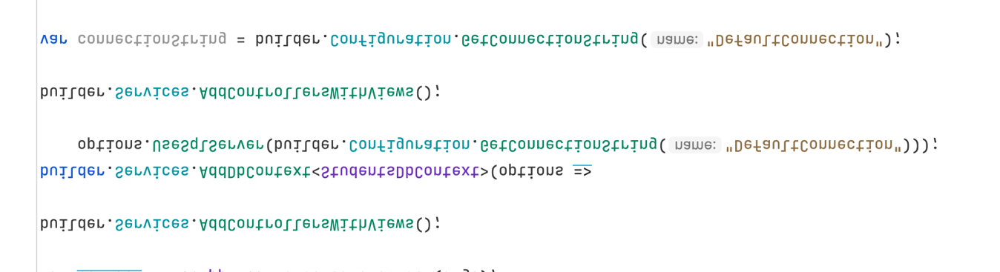 builder.Services.AddControllersWithViews();
builder.Services.AddDbContext<StudentsDbContext>(options =>
options.UseSqlServer(builder.Configuration.GetConnectionString( name: "DefaultConnection")));
builder.Services.AddControllersWithViews();
var connectionString = builder.Configuration.GetConnectionString( name: "DefaultConnection");